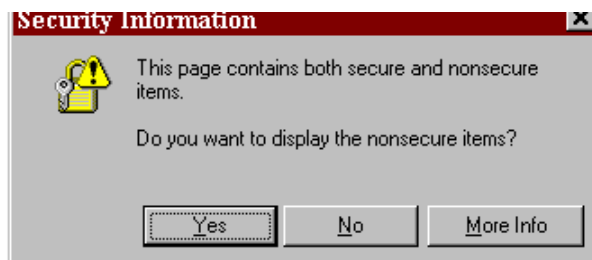 Security Information
This page contains both secure and nonsecure
items.
Do you want to display the nonsecure items?
Yes
No
More Info